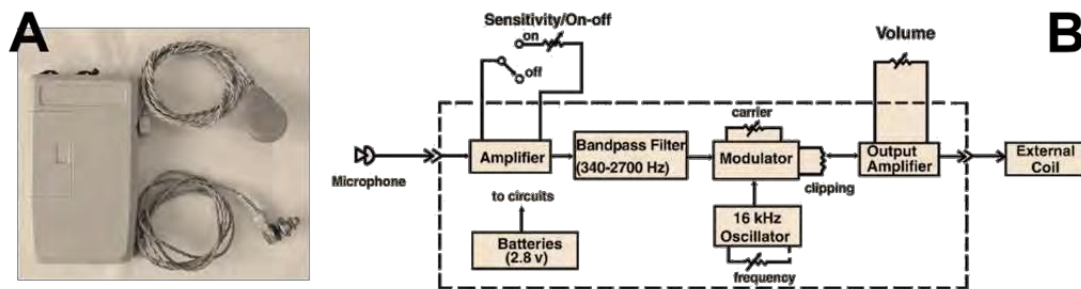 A
B
Sensitivity/On-off
on
off
Volume
carrier
Microphone
Amplifier
Bandpass Filter
(340-2700 Hz)
Modulator
clipping
Output
Amplifier
External
Coil
to circuits
Batteries
(2.8 v)
16 kHz
Oscillator
frequency